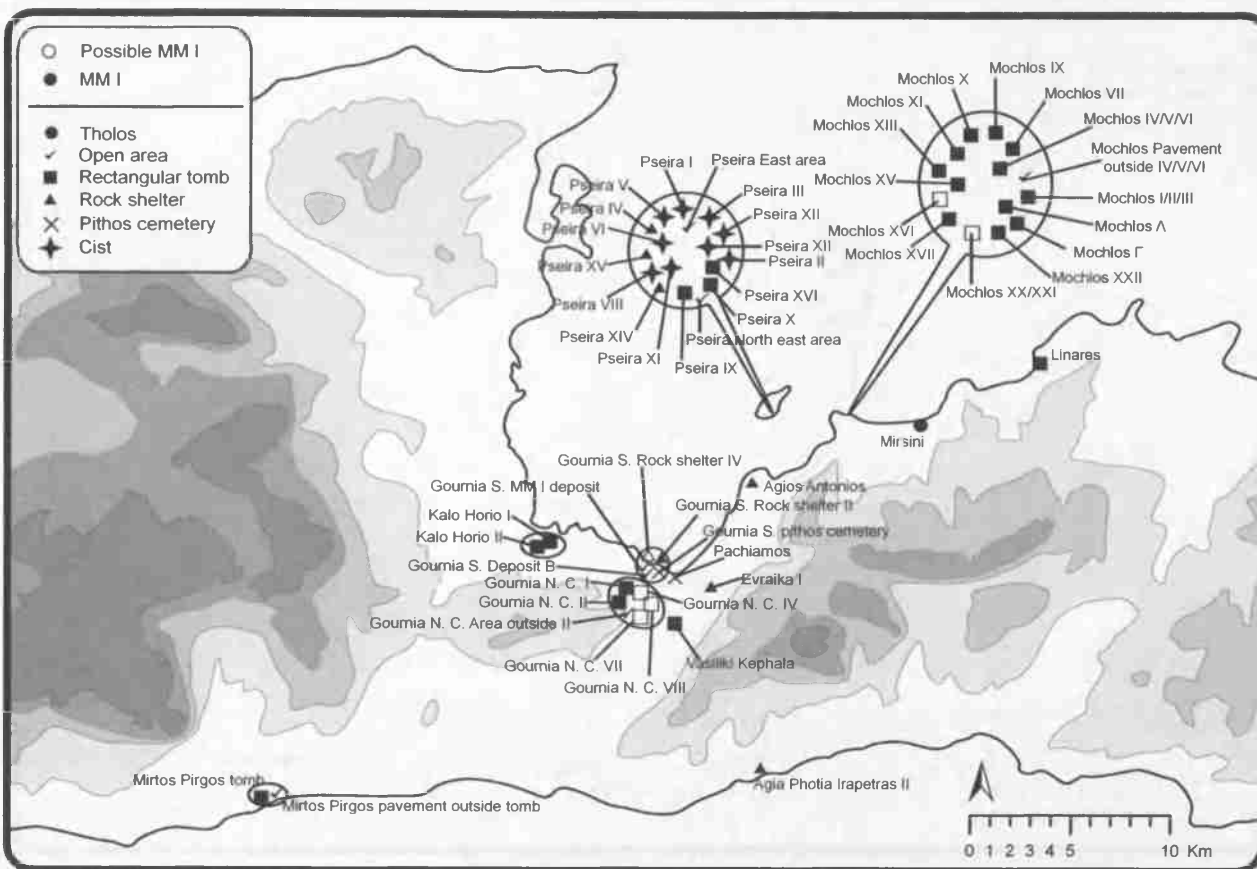 Possible MM I
MM I
Tholos
Open area
Rectangular tomb
Rock shelter
Pithos cemetery
Cist
Pseira I
Pseira East area
Pseira V
Pseira III
Pseira IV
Pseira XII
Pseira VI
Pseira XII
Pseira XV
Pseira II
Pseira VIII
Pseira XVI
Pseira XIV
Pseira X
Pseira XI
Pseira North east area
Pseira IX
Mochlos IX
Mochlos X
Mochlos VII
Mochlos XI
Mochlos IV/V/VI
Mochlos XIII
Mochlos Pavement
outside IV/V/VI
Mochlos XV
Mochlos I/II/III
Mochlos Λ
Mochlos XVI
Mochlos Γ
Mochlos XVII
Mochlos XXII
Mochlos XX/XXI
Linares
Mirsini
Gournia S. Rock shelter IV
Gournia S. MM I deposit
Agios Antonios
Gournia S. Rock shelter II
Kalo Horio I
Gournia S. pithos cemetery
Kalo Horio II
Pachiamos
Gournia S. Deposit B
Gournia N. C. I
Evraika I
Gournia N. C. II
Gournia N. C. IV
Gournia N. C. Area outside II
Gournia N. C. VII
Vasiliki Kephala
Gournia N. C. VIII
Mirtos Pirgos tomb
Mirtos Pirgos pavement outside tomb
Agia Photia Irapetras II
0 1 2 3 4 5 10 Km